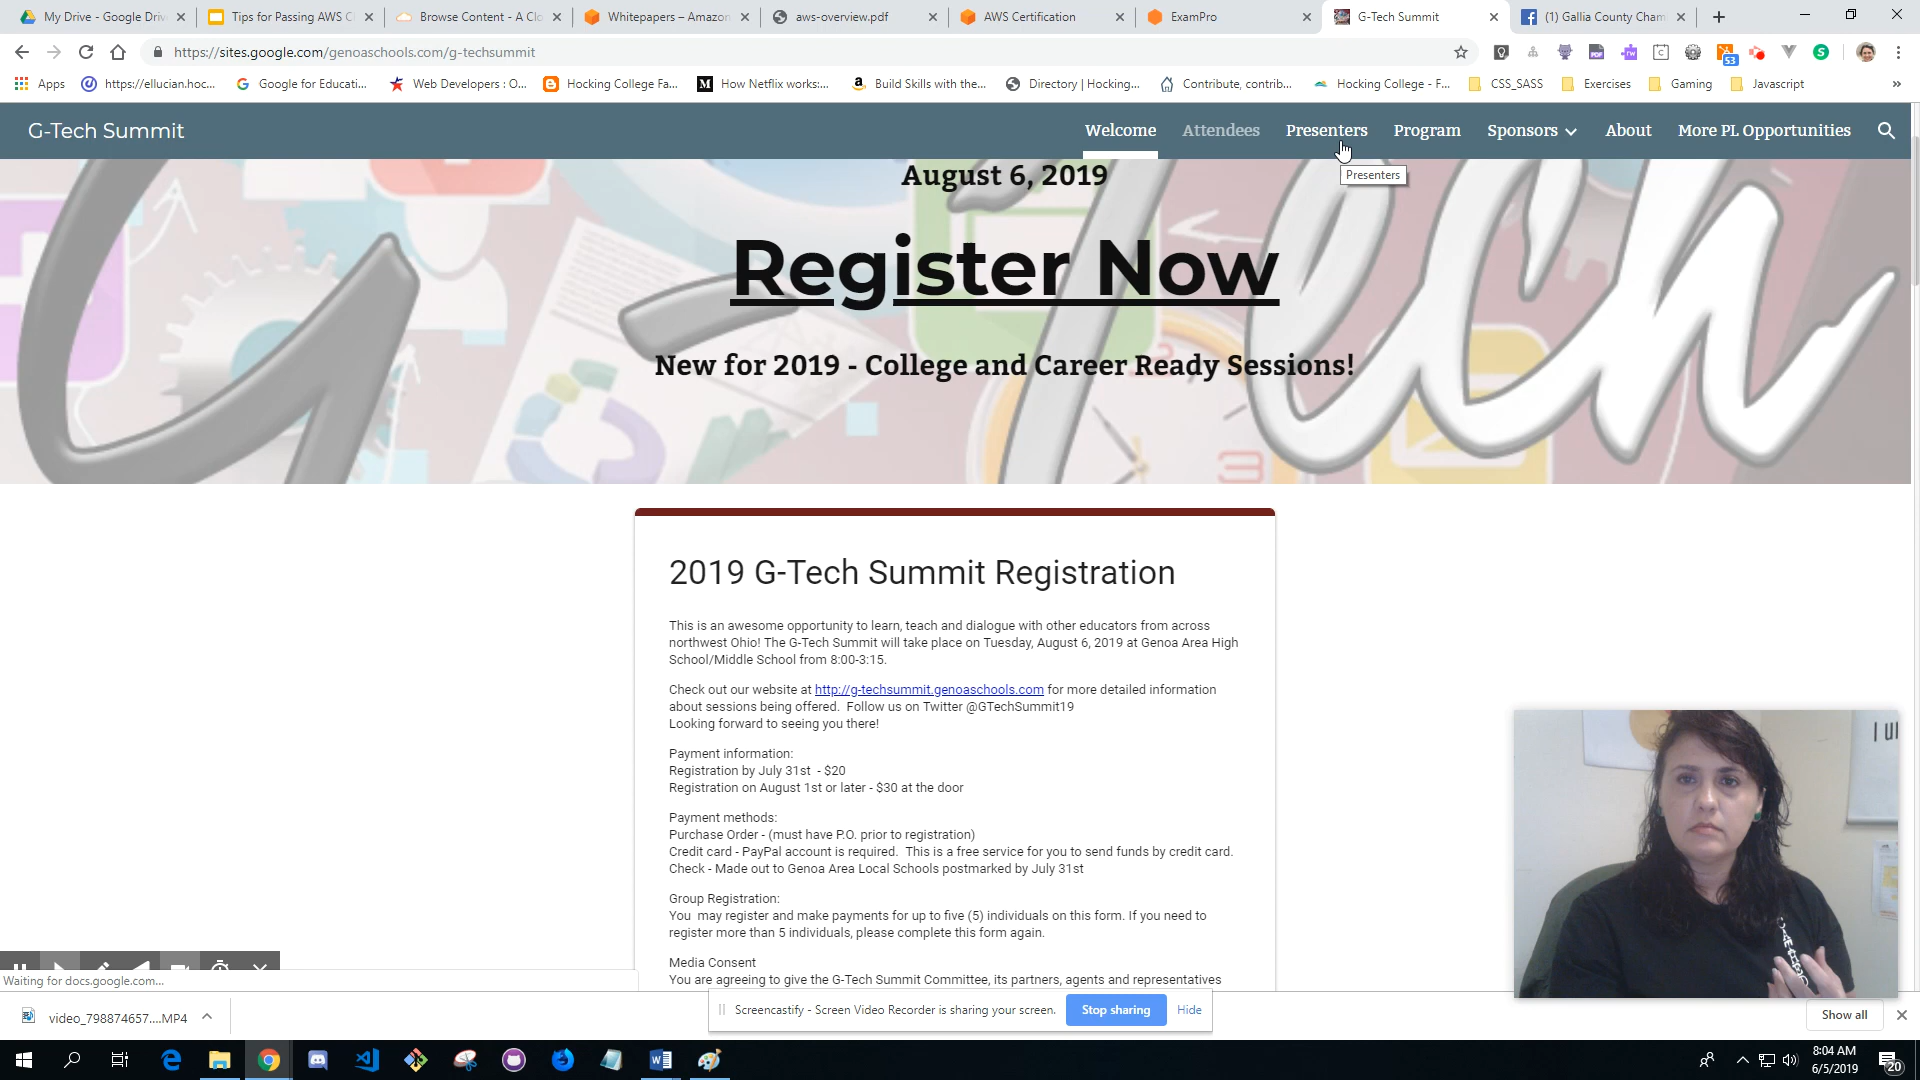 My Drive - Google Dri
Tips for Passing AWS C
Browse Content - A Clo
Whitepapers – Amazon
aws-overview.pdf
AWS Certification
ExamPro
G-Tech Summit
(1) Gallia County Cham
https://sites.google.com/genoaschools.com/g-techsummit
53
Apps
https://ellucian.hoc...
Google for Educati...
Web Developers : O...
Hocking College Fa...
How Netflix works:...
Build Skills with the...
Directory | Hocking...
Contribute, contrib...
Hocking College - F...
CSS_SASS
Exercises
Gaming
Javascript
»
G-Tech Summit
Welcome
Attendees
Presenters
Program
Sponsors
About
More PL Opportunities
Presenters
August 6, 2019
Register Now
New for 2019 - College and Career Ready Sessions!
G-Tech
2019 G-Tech Summit Registration
This is an awesome opportunity to learn, teach and dialogue with other educators from across
northwest Ohio! The G-Tech Summit will take place on Tuesday, August 6, 2019 at Genoa Area High
School/Middle School from 8:00-3:15.
Check out our website at http://g-techsummit.genoaschools.com for more detailed information
about sessions being offered. Follow us on Twitter @GTechSummit19
Looking forward to seeing you there!
Payment information:
Registration by July 31st - $20
Registration on August 1st or later - $30 at the door
Payment methods:
Purchase Order - (must have P.O. prior to registration)
Credit card - PayPal account is required. This is a free service for you to send funds by credit card.
Check - Made out to Genoa Area Local Schools postmarked by July 31st
Group Registration:
You may register and make payments for up to five (5) individuals on this form. If you need to
register more than 5 individuals, please complete this form again.
Media Consent
You are agreeing to give the G-Tech Summit Committee, its partners, agents and representatives
Waiting for docs.google.com...
video_798874657....MP4
Screencastify - Screen Video Recorder is sharing your screen.
Stop sharing
Hide
Show all
8:04 AM
6/5/2019
20